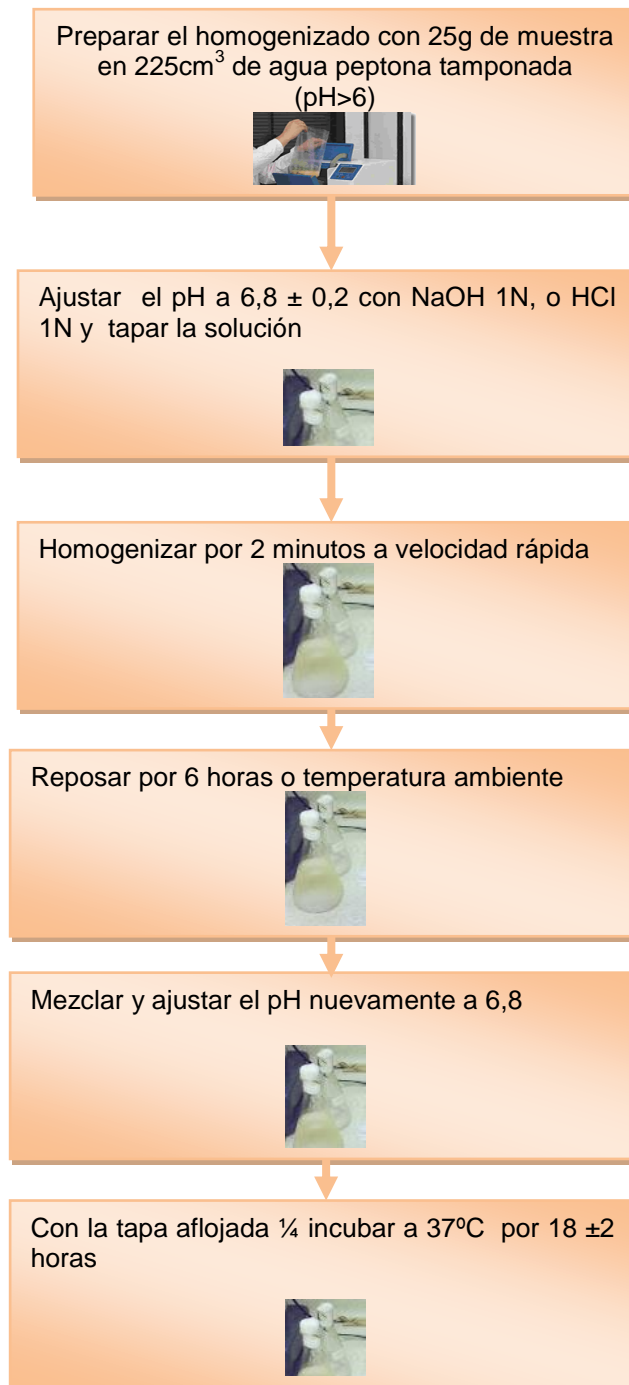 Preparar el homogenizado con 25g de muestra
en 225cm³ de agua peptona tamponada
(pH>6)
Ajustar el pH a 6,8 ± 0,2 con NaOH 1N, o HCl
1N y tapar la solución
Homogenizar por 2 minutos a velocidad rápida
Reposar por 6 horas o temperatura ambiente
Mezclar y ajustar el pH nuevamente a 6,8
Con la tapa aflojada ¼ incubar a 37ºC por 18 ±2
horas